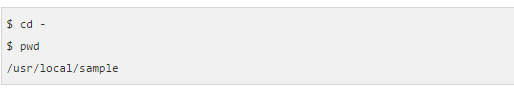 $ cd -
$ pwd
/usr/local/sample